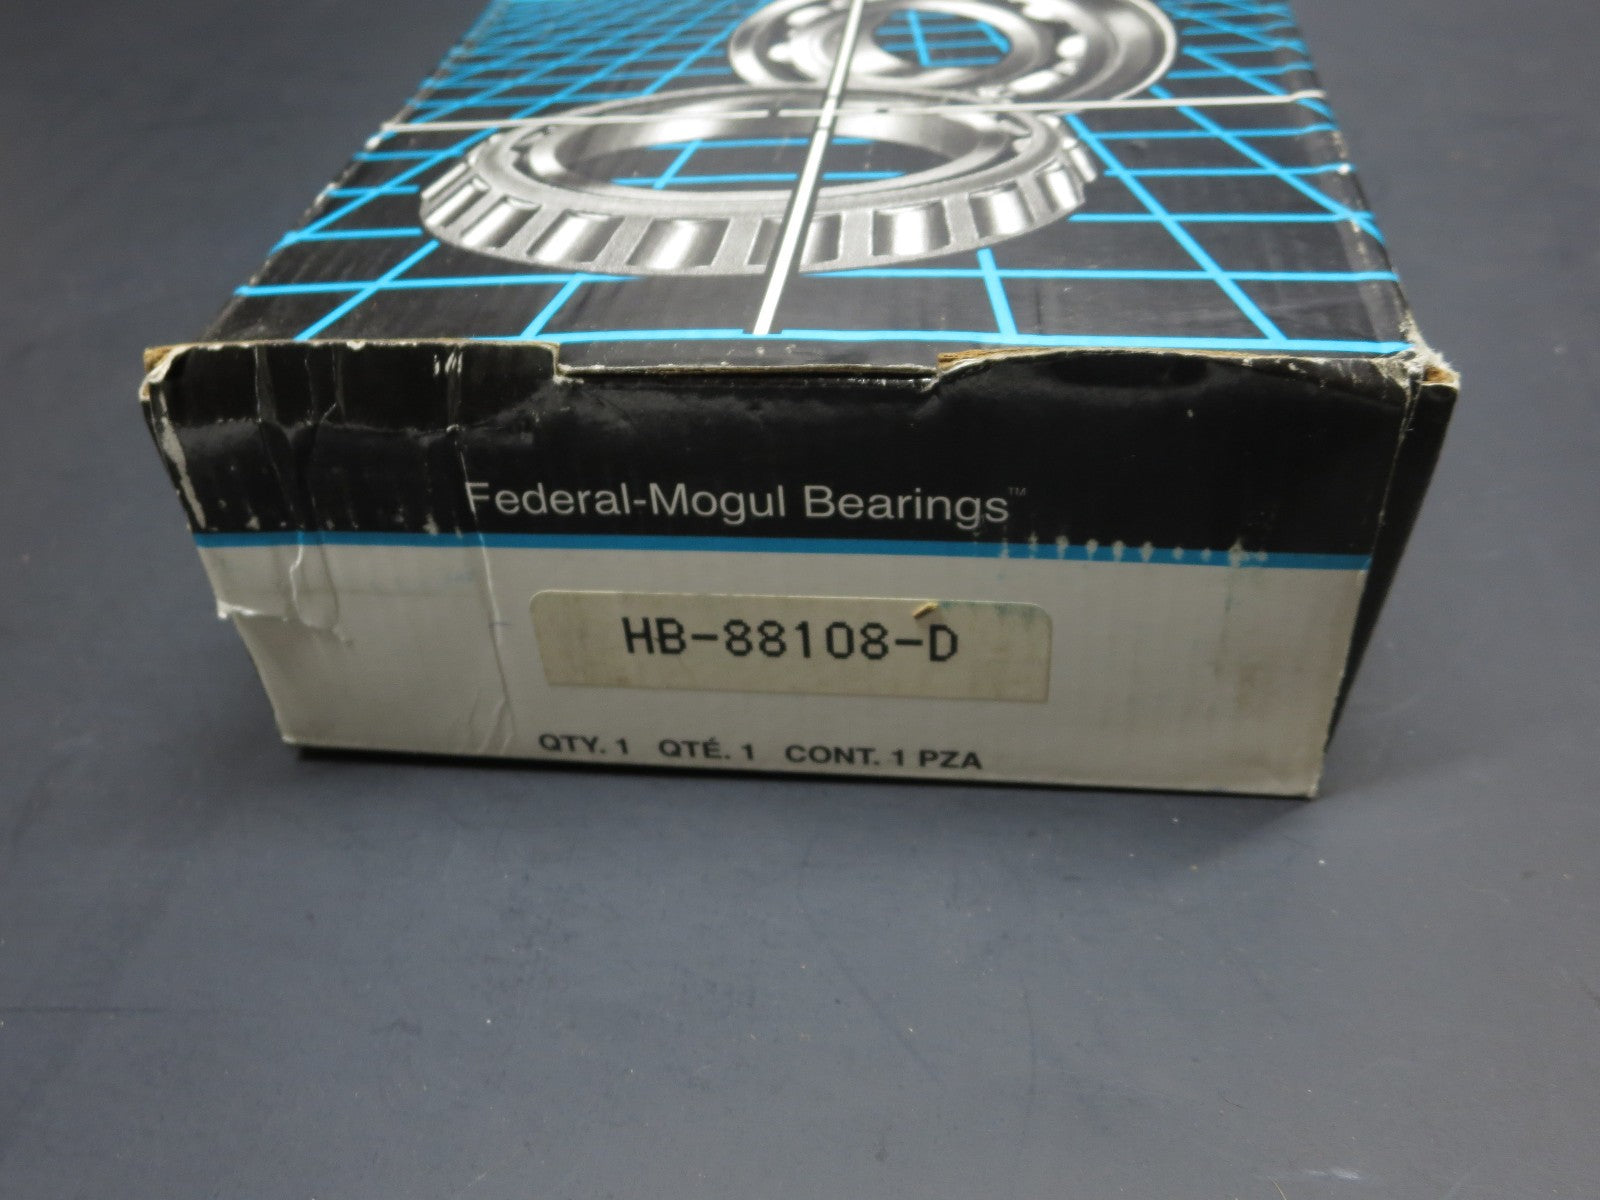 Federal-Mogul Bearings™
HB-88108-D
QTY. 1 QTÉ. 1 CONT. 1 PZA